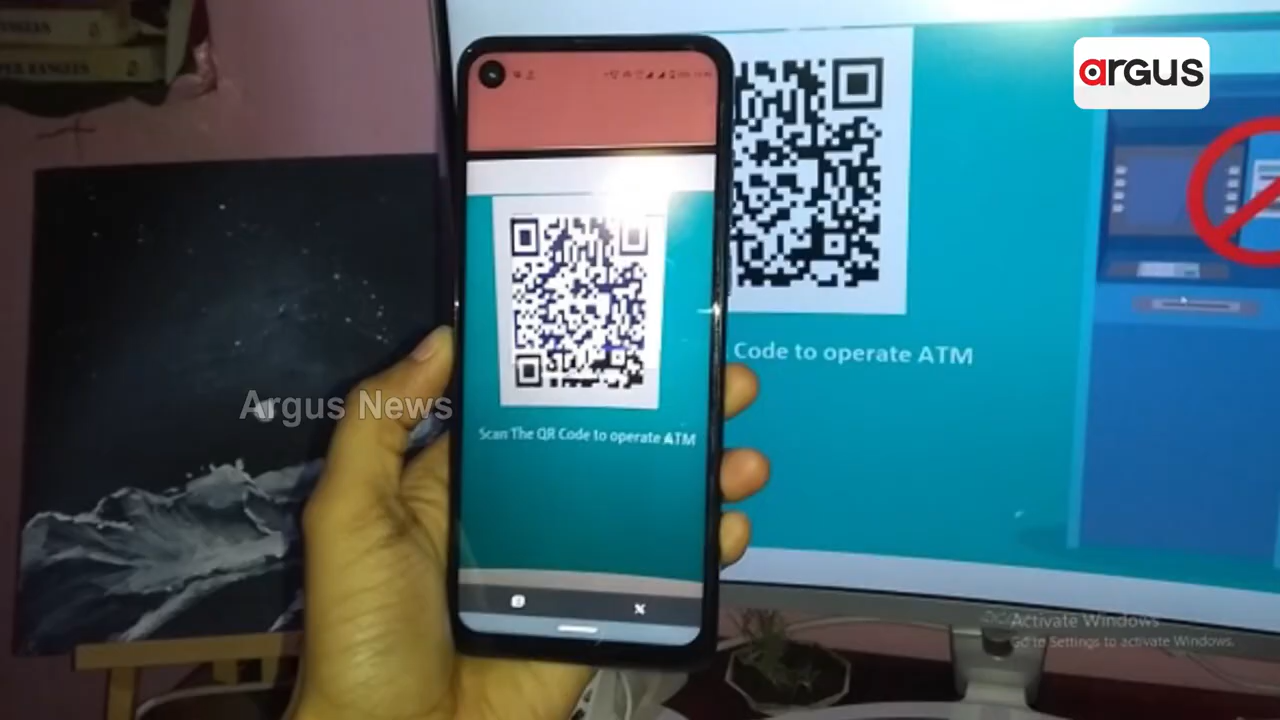 argus
Code to operate ATM
Argus News
Scan The QR Code to operate ATM
Activate Windows
Go to Settings to activate Windows.